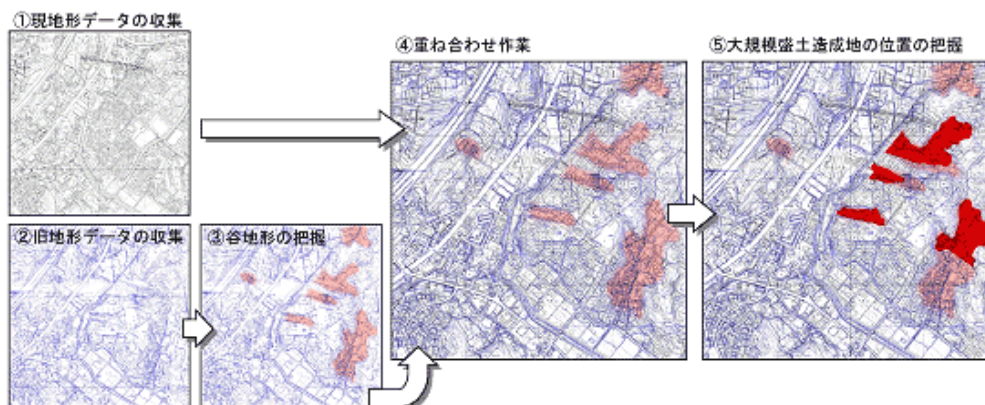 ①現地形データの収集
④重ね合わせ作業
⑤大規模盛土造成地の位置の把握
②旧地形データの収集
③谷地形の把握